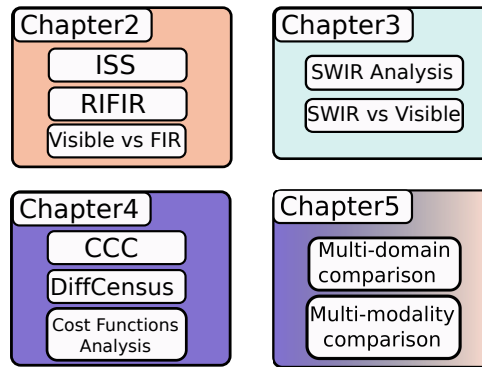 Chapter2
ISS
RIFIR
Visible vs FIR
Chapter3
SWIR Analysis
SWIR vs Visible
Chapter4
CCC
DiffCensus
Cost Functions
Analysis
Chapter5
Multi-domain
comparison
Multi-modality
comparison